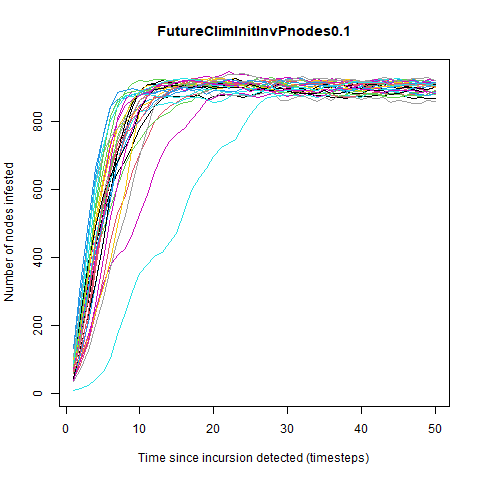 FutureClimInitInvPnodes0.1
Number of nodes infested
800
600
400
200
0
0 10 20 30 40 50
Time since incursion detected (timesteps)